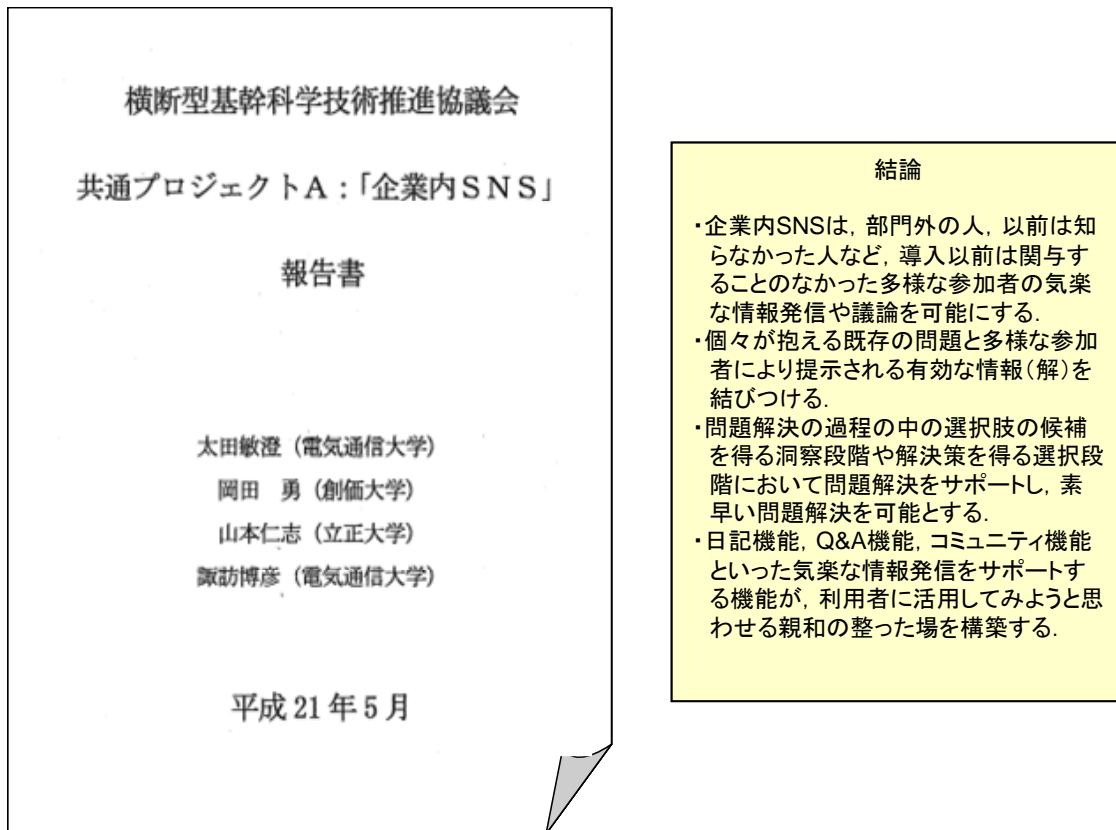 横断型基幹科学技術推進協議会
共通プロジェクトA:「企業内SNS」
報告書
太田敏澄(電気通信大学)
岡田 勇(創価大学)
山本仁志(立正大学)
諏訪博彦(電気通信大学)
平成21年5月
結論
・企業内SNSは,部門外の人,以前は知
らなかった人など,導入以前は関与す
ることのなかった多様な参加者の気楽
な情報発信や議論を可能にする.
・個々が抱える既存の問題と多様な参加
者により提示される有効な情報(解)を
結びつける.
・問題解決の過程の中の選択肢の候補
を得る洞察段階や解決策を得る選択段
階において問題解決をサポートし,素
早い問題解決を可能とする.
・日記機能,Q&A機能,コミュニティ機能
といった気楽な情報発信をサポートす
る機能が,利用者に活用してみようと思
わせる親和の整った場を構築する.